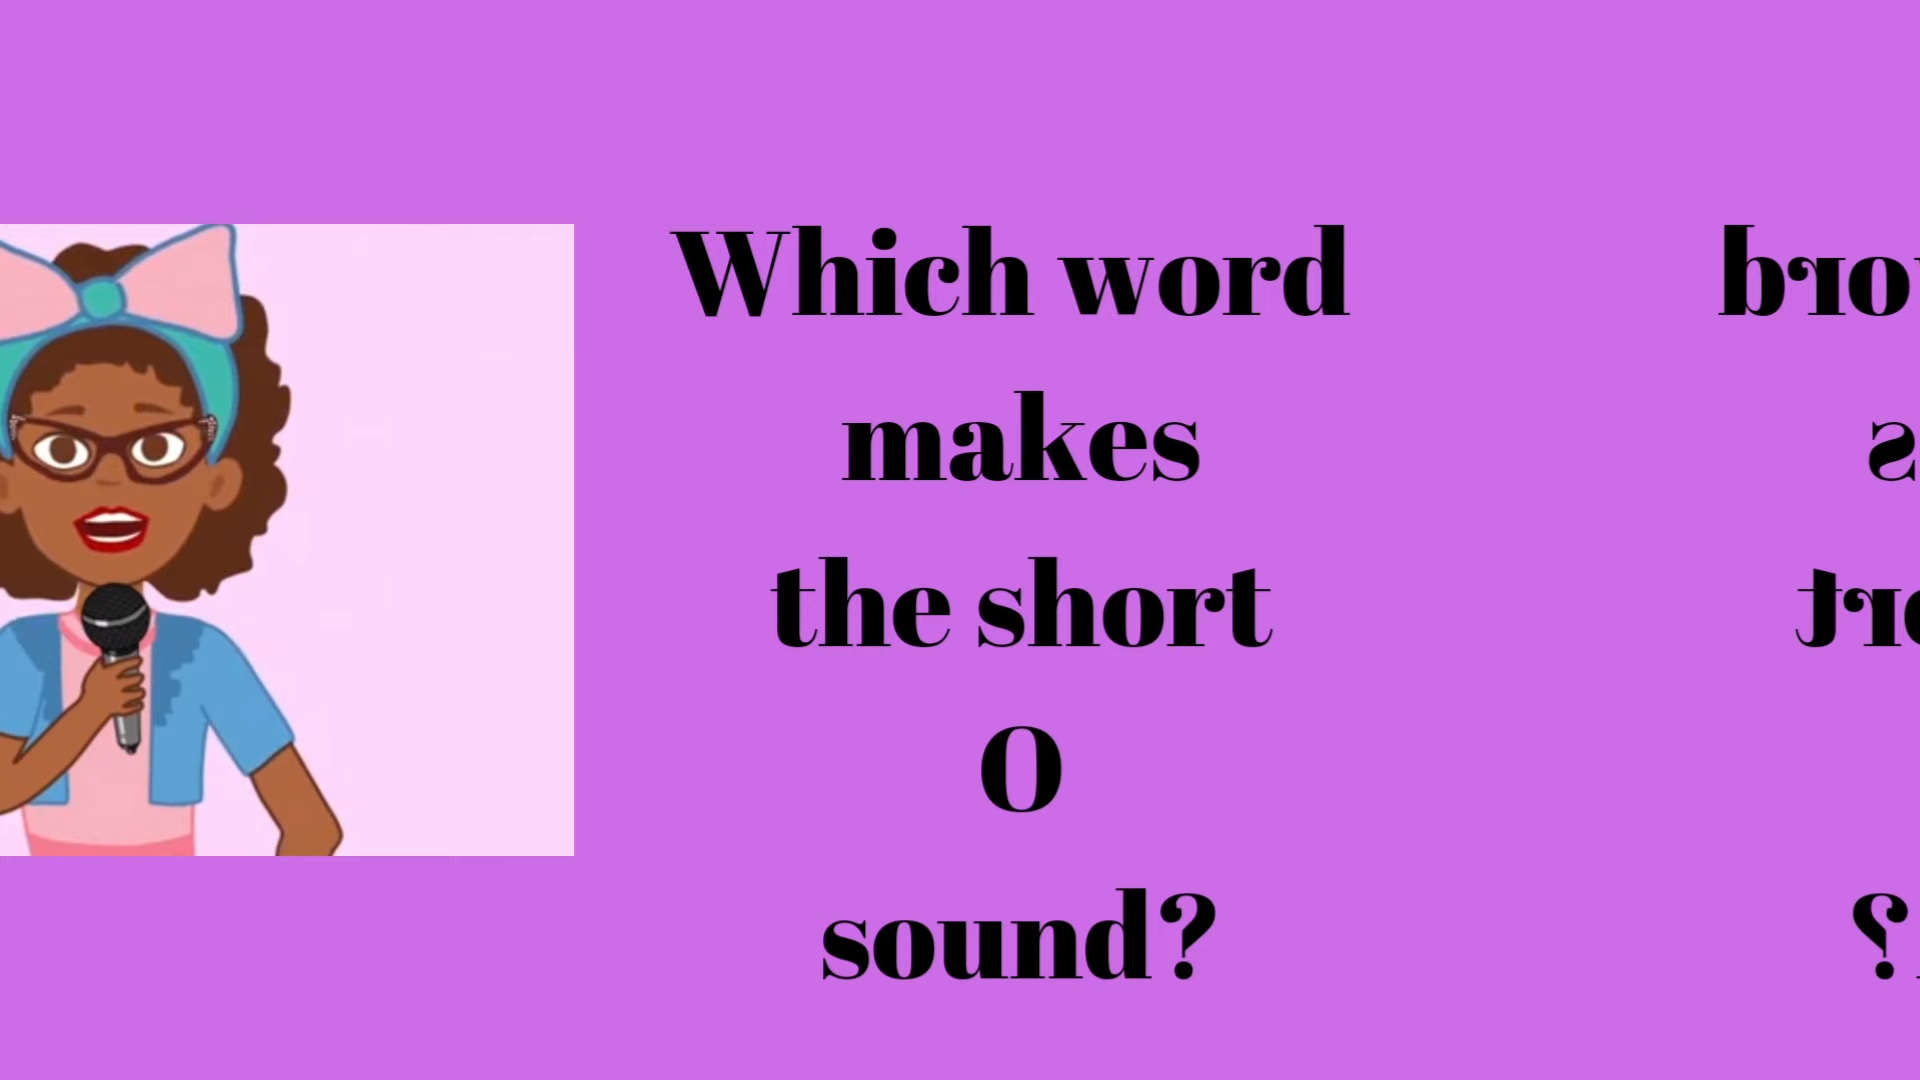 Which word
makes
the short
O
sound?